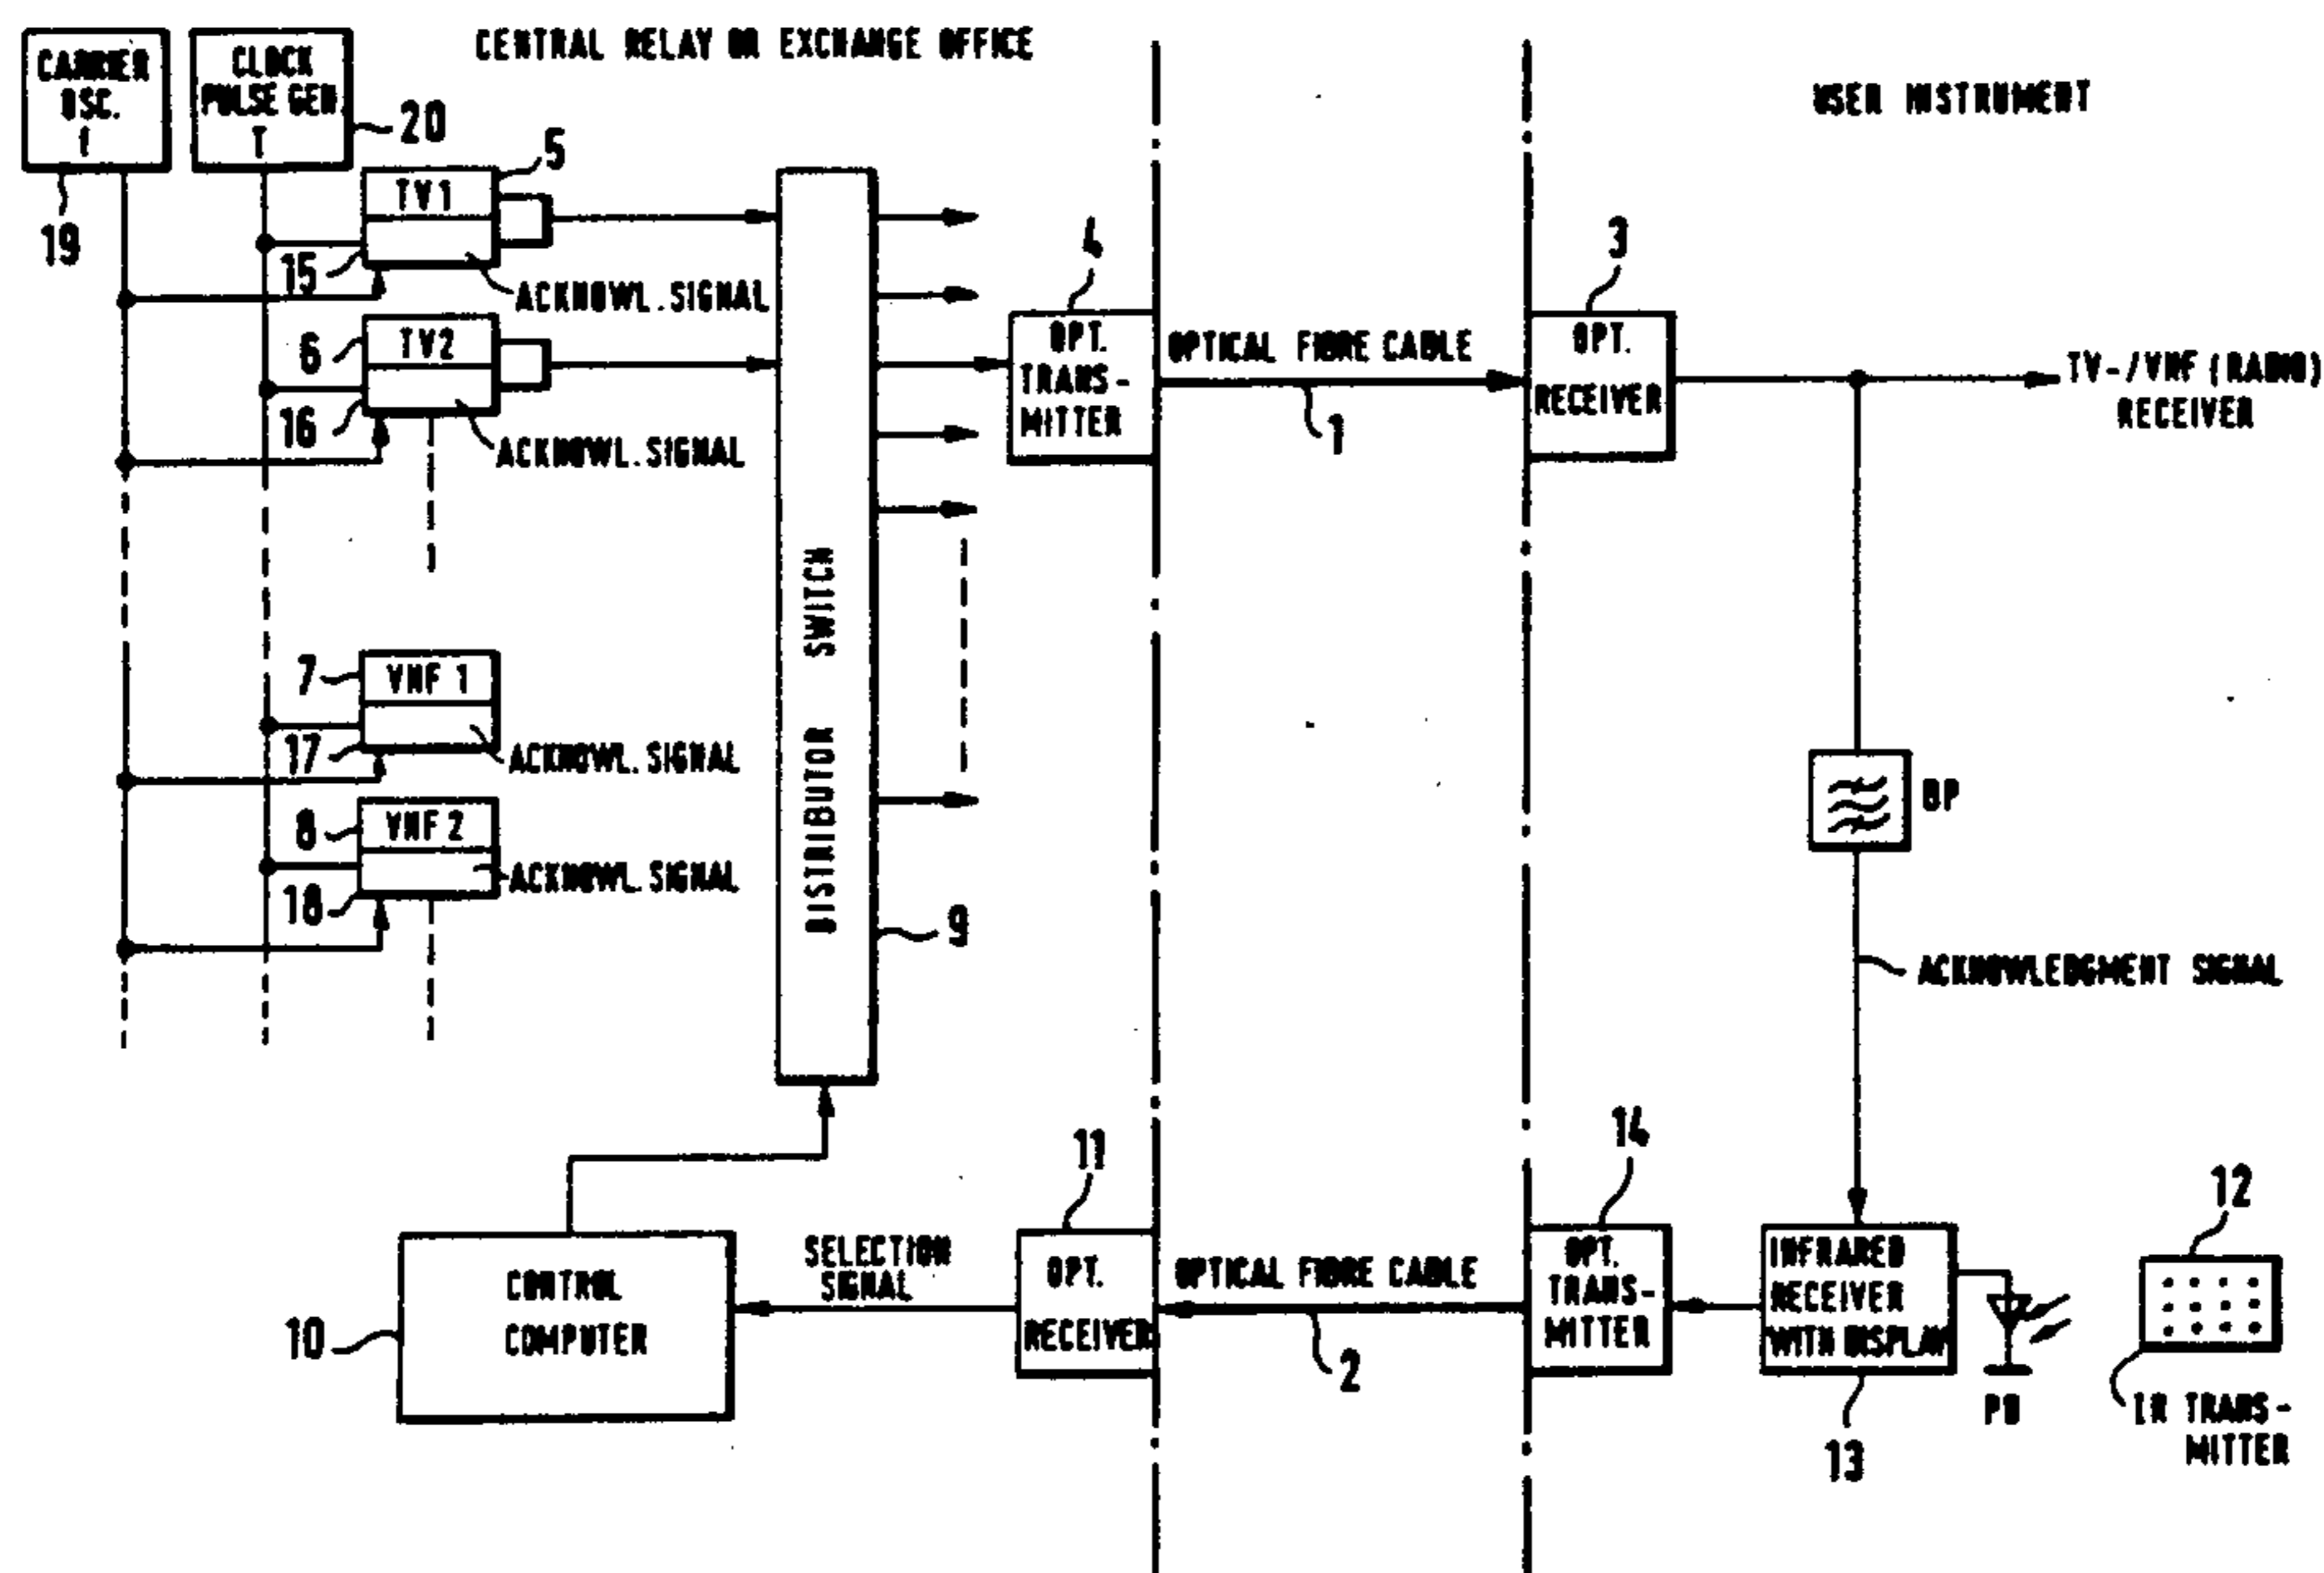 CENTRAL RELAY OR EXCHANGE OFFICE
USER INSTRUMENT
CARRIER
OSC.
f
19
CLOCK
PULSE GEN.
T
20
TV1
5
15
ACKNOWL.SIGNAL
TV2
6
16
ACKNOWL.SIGNAL
VHF 1
7
17
ACKNOWL.SIGNAL
VHF 2
8
18
ACKNOWL.SIGNAL
DISTRIBUTOR SWITCH
9
4
OPT.
TRANS-
MITTER
OPTICAL FIBRE CABLE
1
3
OPT.
RECEIVER
TV-/VHF (RADIO)
RECEIVER
BP
ACKNOWLEDGMENT SIGNAL
CONTROL
COMPUTER
10
SELECTION
SIGNAL
11
OPT.
RECEIVER
OPTICAL FIBRE CABLE
2
14
OPT.
TRANS-
MITTER
INFRARED
RECEIVER
WITH DISPLAY
13
PD
12
IR TRANS-
MITTER